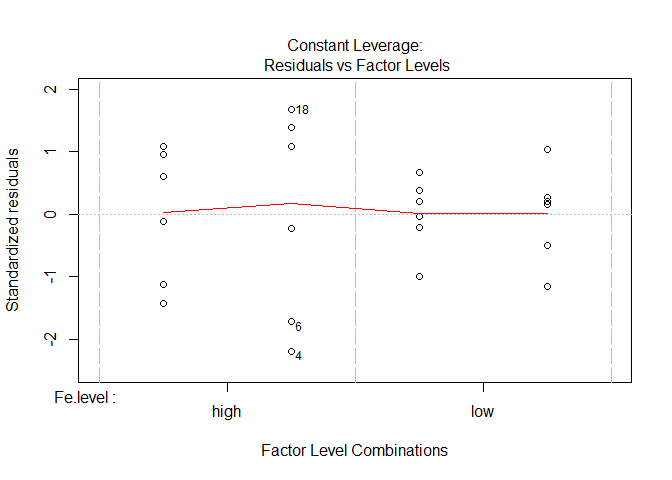 Constant Leverage:
Residuals vs Factor Levels
Standardized residuals
2
1
0
-1
-2
18
6
4
Fe.level :
high
low
Factor Level Combinations